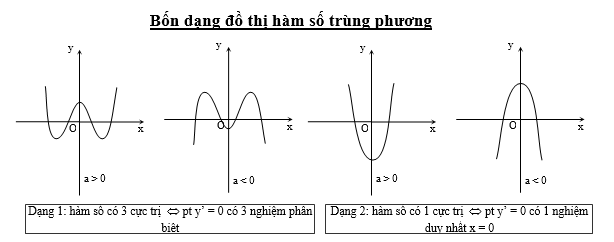 Bốn dạng đồ thị hàm số trùng phương
y
O
x
a > 0
y
O
x
a < 0
y
O
x
a > 0
y
O
x
a < 0
Dạng 1: hàm số có 3 cực trị ⇔ pt y’ = 0 có 3 nghiệm phân
biêt
Dạng 2: hàm số có 1 cực trị ⇔ pt y’ = 0 có 1 nghiệm
duy nhất x = 0